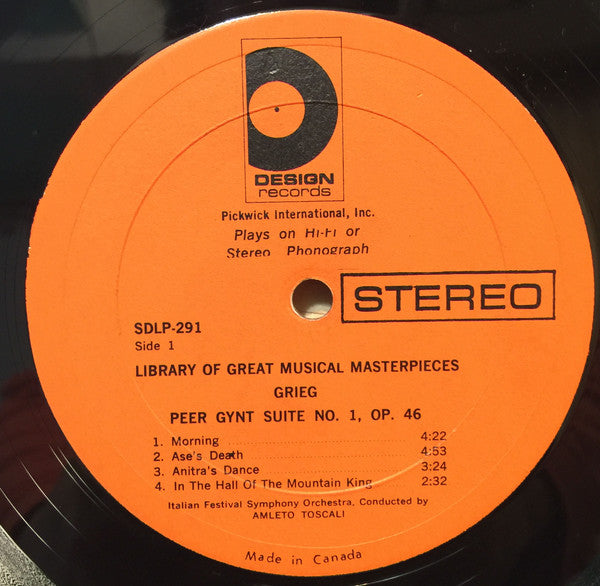 DESIGN
records
Pickwick International, Inc.
Plays on Hi-Fi or
Stereo Phonograph
STEREO
SDLP-291
Side 1
LIBRARY OF GREAT MUSICAL MASTERPIECES
GRIEG
PEER GYNT SUITE NO. 1, OP. 46
1. Morning 4:22
2. Ase's Death 4:53
3. Anitra's Dance 3:24
4. In The Hall Of The Mountain King 2:32
Italian Festival Symphony Orchestra, Conducted by
AMLETO TOSCALI
Made in Canada